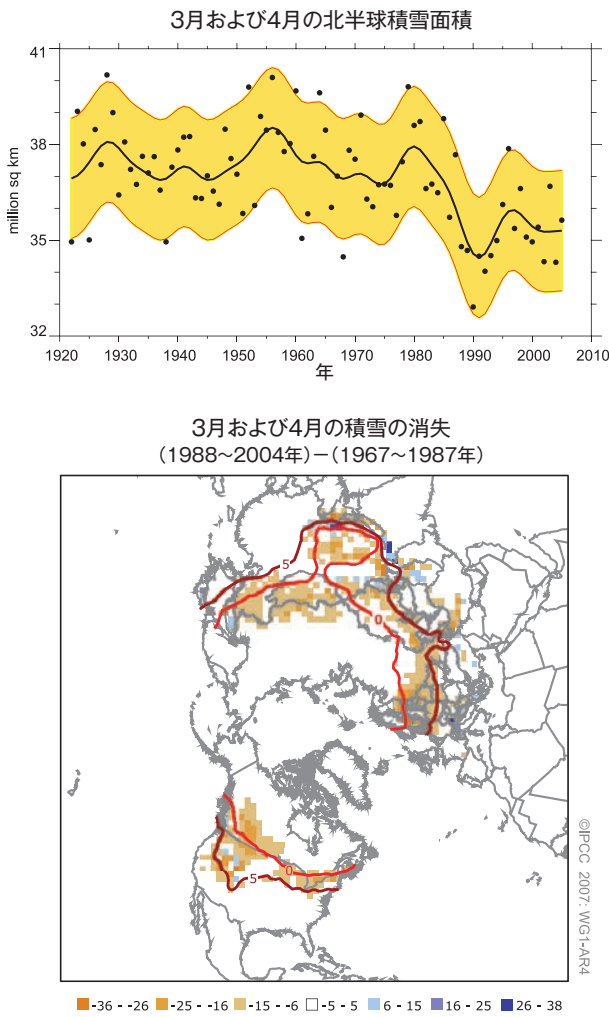 3月および4月の北半球積雪面積
41
38
35
32
million sq km
1920 1930 1940 1950 1960 1970 1980 1990 2000 2010
年
3月および4月の積雪の消失
（1988～2004年）－（1967～1987年）
5
0
0
5
©IPCC 2007: WG1-AR4
-36 - -26 -25 - -16 -15 - -6 -5 - 5 6 - 15 16 - 25 26 - 38